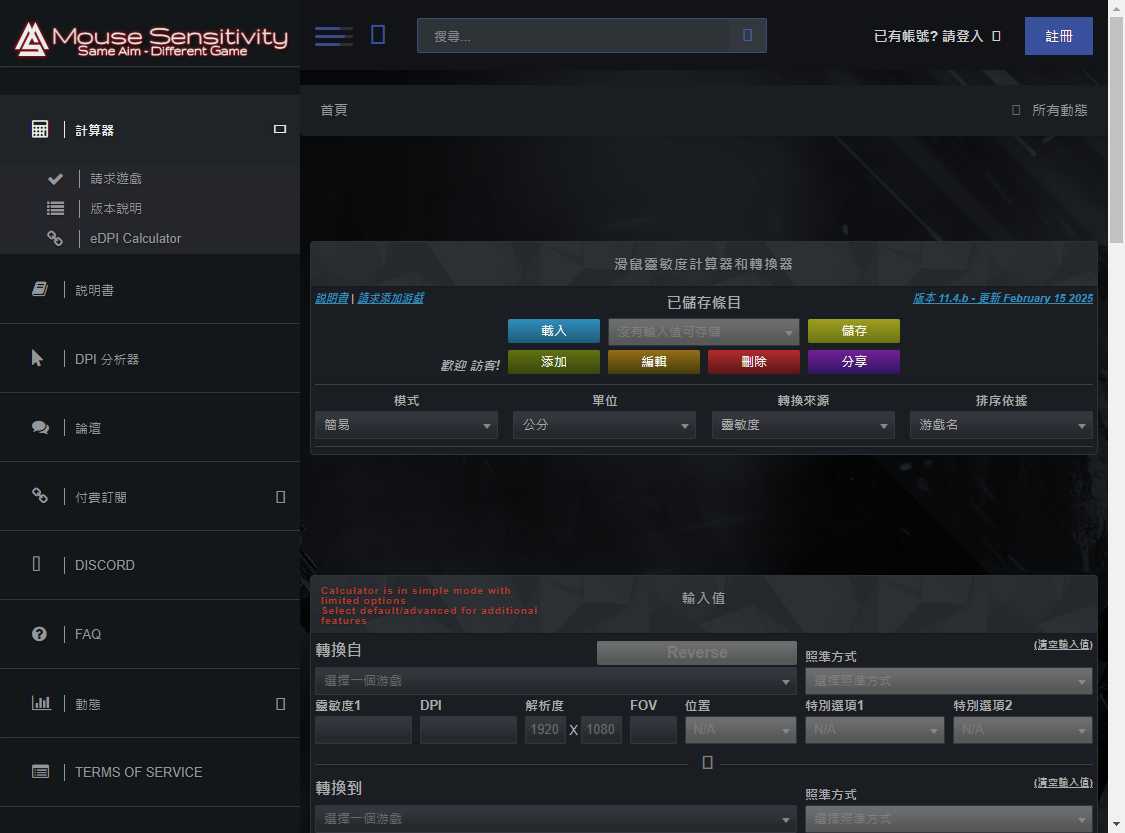 Mouse Sensitivity
Same Aim - Different Game
搜尋...
已有帳號? 請登入
註冊
首頁
所有動態
計算器
請求遊戲
版本說明
eDPI Calculator
說明書
DPI 分析器
論壇
付費訂閱
DISCORD
FAQ
動態
TERMS OF SERVICE
滑鼠靈敏度計算器和轉換器
說明書 | 請求添加游戲
已儲存條目
版本 11.4.b - 更新 February 15 2025
載入
沒有輸入值可存儲
儲存
歡迎 訪客!
添加
編輯
刪除
分享
模式
單位
轉換來源
排序依據
簡易
公分
靈敏度
游戲名
Calculator is in simple mode with
limited options
Select default/advanced for additional
features
輸入值
轉換自
Reverse
照準方式
(清空輸入值)
選擇一個游戲
選擇照準方式
靈敏度1
DPI
解析度
FOV
位置
特別選項1
特別選項2
1920 X 1080
N/A
N/A
N/A
轉換到
照準方式
(清空輸入值)
選擇一個游戲
選擇照準方式